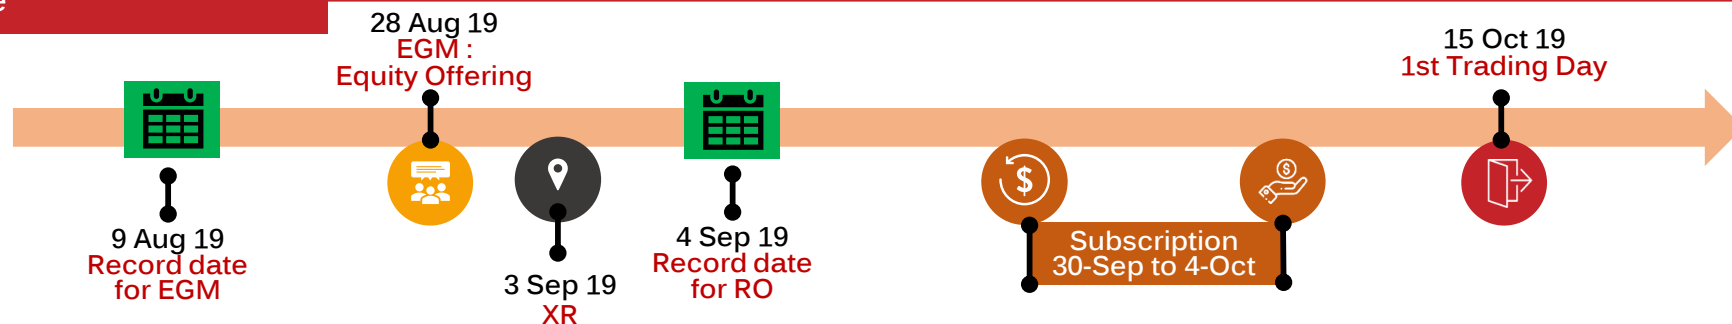 9 Aug 19
Record date
for EGM
28 Aug 19
EGM :
Equity Offering
3 Sep 19
XR
4 Sep 19
Record date
for RO
$
$
Subscription
30-Sep to 4-Oct
15 Oct 19
1st Trading Day